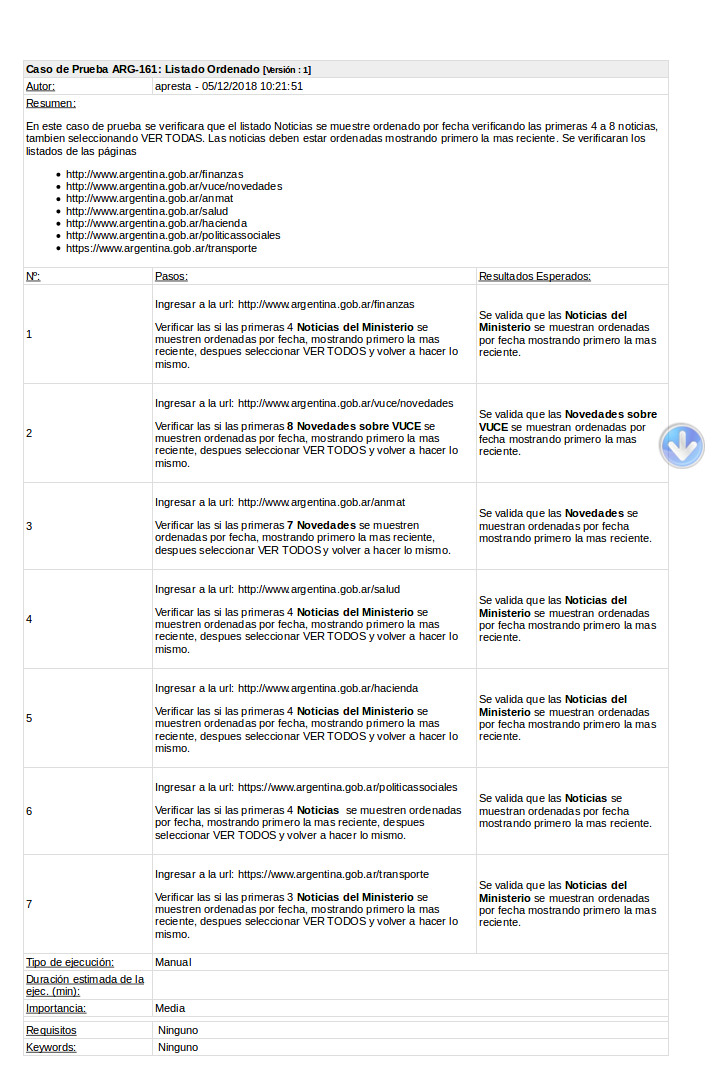 Caso de Prueba ARG-161: Listado Ordenado [Versión : 1]
Autor: apresta - 05/12/2018 10:21:51
Resumen:
En este caso de prueba se verificara que el listado Noticias se muestre ordenado por fecha verificando las primeras 4 a 8 noticias,
tambien seleccionando VER TODAS. Las noticias deben estar ordenadas mostrando primero la mas reciente. Se verificaran los
listados de las páginas
• http://www.argentina.gob.ar/finanzas
• http://www.argentina.gob.ar/vuce/novedades
• http://www.argentina.gob.ar/anmat
• http://www.argentina.gob.ar/salud
• http://www.argentina.gob.ar/hacienda
• http://www.argentina.gob.ar/politicassociales
• https://www.argentina.gob.ar/transporte
Nº: Pasos: Resultados Esperados:
1
Ingresar a la url: http://www.argentina.gob.ar/finanzas
Verificar las si las primeras 4 Noticias del Ministerio se
muestren ordenadas por fecha, mostrando primero la mas
reciente, despues seleccionar VER TODOS y volver a hacer lo
mismo.
Se valida que las Noticias del
Ministerio se muestran ordenadas
por fecha mostrando primero la mas
reciente.
2
Ingresar a la url: http://www.argentina.gob.ar/vuce/novedades
Verificar las si las primeras 8 Novedades sobre VUCE se
muestren ordenadas por fecha, mostrando primero la mas
reciente, despues seleccionar VER TODOS y volver a hacer lo
mismo.
Se valida que las Novedades sobre
VUCE se muestran ordenadas por
fecha mostrando primero la mas
reciente.
3
Ingresar a la url: http://www.argentina.gob.ar/anmat
Verificar las si las primeras 7 Novedades se muestren
ordenadas por fecha, mostrando primero la mas reciente,
despues seleccionar VER TODOS y volver a hacer lo mismo.
Se valida que las Novedades se
muestran ordenadas por fecha
mostrando primero la mas reciente.
4
Ingresar a la url: http://www.argentina.gob.ar/salud
Verificar las si las primeras 4 Noticias del Ministerio se
muestren ordenadas por fecha, mostrando primero la mas
reciente, despues seleccionar VER TODOS y volver a hacer lo
mismo.
Se valida que las Noticias del
Ministerio se muestran ordenadas
por fecha mostrando primero la mas
reciente.
5
Ingresar a la url: http://www.argentina.gob.ar/hacienda
Verificar las si las primeras 4 Noticias del Ministerio se
muestren ordenadas por fecha, mostrando primero la mas
reciente, despues seleccionar VER TODOS y volver a hacer lo
mismo.
Se valida que las Noticias del
Ministerio se muestran ordenadas
por fecha mostrando primero la mas
reciente.
6
Ingresar a la url: https://www.argentina.gob.ar/politicassociales
Verificar las si las primeras 4 Noticias se muestren ordenadas
por fecha, mostrando primero la mas reciente, despues
seleccionar VER TODOS y volver a hacer lo mismo.
Se valida que las Noticias se
muestran ordenadas por fecha
mostrando primero la mas reciente.
7
Ingresar a la url: https://www.argentina.gob.ar/transporte
Verificar las si las primeras 3 Noticias del Ministerio se
muestren ordenadas por fecha, mostrando primero la mas
reciente, despues seleccionar VER TODOS y volver a hacer lo
mismo.
Se valida que las Noticias del
Ministerio se muestran ordenadas
por fecha mostrando primero la mas
reciente.
Tipo de ejecución: Manual
Duración estimada de la
ejec. (min):
Importancia: Media
Requisitos Ninguno
Keywords: Ninguno